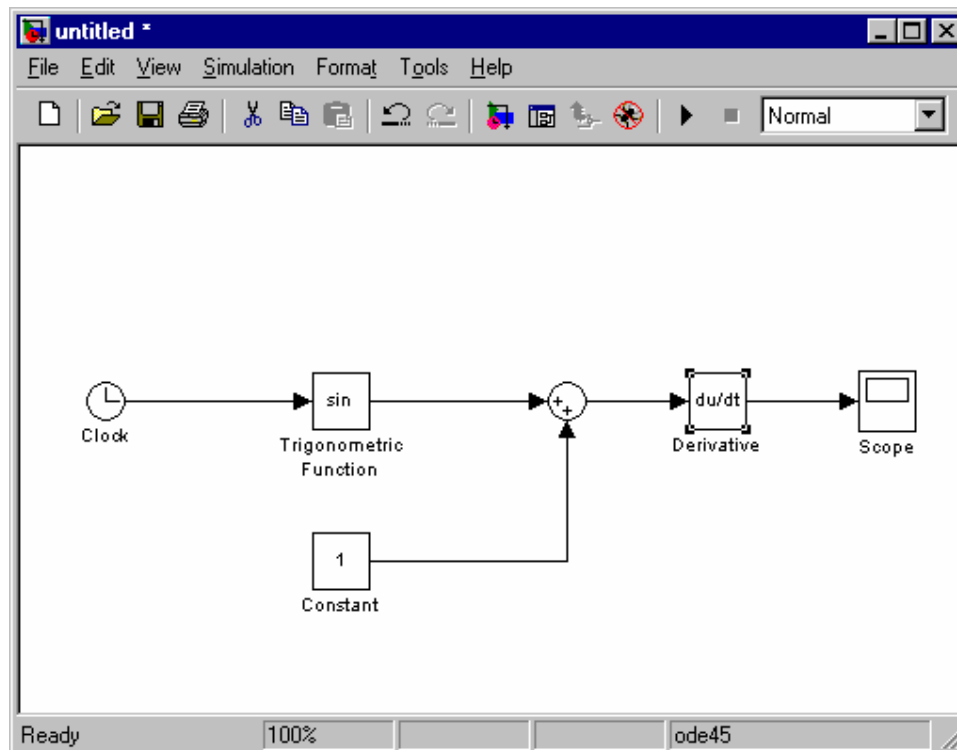 untitled *
File Edit View Simulation Format Tools Help
Normal
sin
du/dt
Clock
Trigonometric
Function
Derivative
Scope
1
Constant
Ready 100% ode45